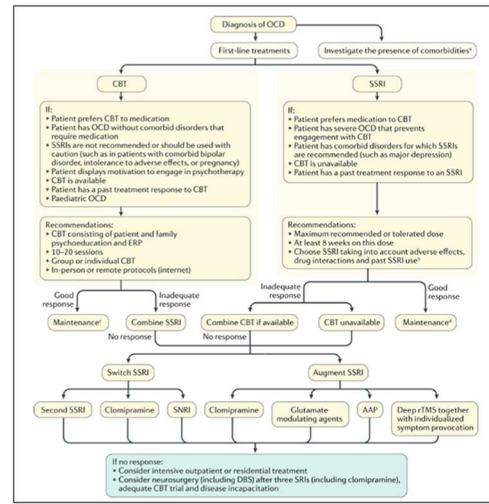 Diagnosis of OCD
First-line treatments
Investigate the presence of comorbiditiesᵃ
CBT
SSRI
If:
• Patient prefers CBT to medication
• Patient has OCD without comorbid disorders that
require medication
• SSRIs are not recommended or should be used with
caution (such as in patients with comorbid bipolar
disorder, intolerance to adverse effects, or pregnancy)
• Patient displays motivation to engage in psychotherapy
• CBT is available
• Patient has a past treatment response to CBT
• Paediatric OCD
If:
• Patient prefers medication to CBT
• Patient has severe OCD that prevents
engagement with CBT
• Patient has comorbid disorders for which SSRIs
are recommended (such as major depression)
• CBT is unavailable
• Patient has a past treatment response to an SSRI
Recommendations:
• CBT consisting of patient and family
psychoeducation and ERP
• 10–20 sessions
• Group or individual CBT
• In-person or remote protocols (internet)
Recommendations:
• Maximum recommended or tolerated dose
• At least 8 weeks on this dose
• Choose SSRI taking into account adverse effects,
drug interactions and past SSRI useᵇ
Good
response
Inadequate
response
Inadequate
response
Good
response
Maintenanceᶜ
Combine SSRI
Combine CBT if available
CBT unavailable
Maintenanceᵈ
No response
No response
Switch SSRI
Augment SSRI
Second SSRI
Clomipramine
SNRI
Clomipramine
Glutamate
modulating agents
AAP
Deep rTMS together
with individualized
symptom provocation
If no response:
• Consider intensive outpatient or residential treatment
• Consider neurosurgery (including DBS) after three SRIs (including clomipramine),
adequate CBT trial and disease incapacitation